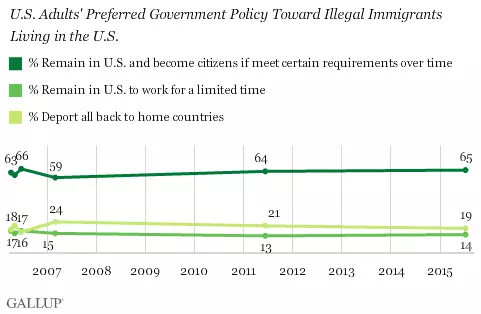 U.S. Adults' Preferred Government Policy Toward Illegal Immigrants
Living in the U.S.
% Remain in U.S. and become citizens if meet certain requirements over time
% Remain in U.S. to work for a limited time
% Deport all back to home countries
63 66 59 64 65
18 17 24 21 19
17 16 15 13 14
2007 2008 2009 2010 2011 2012 2013 2014 2015
GALLUP